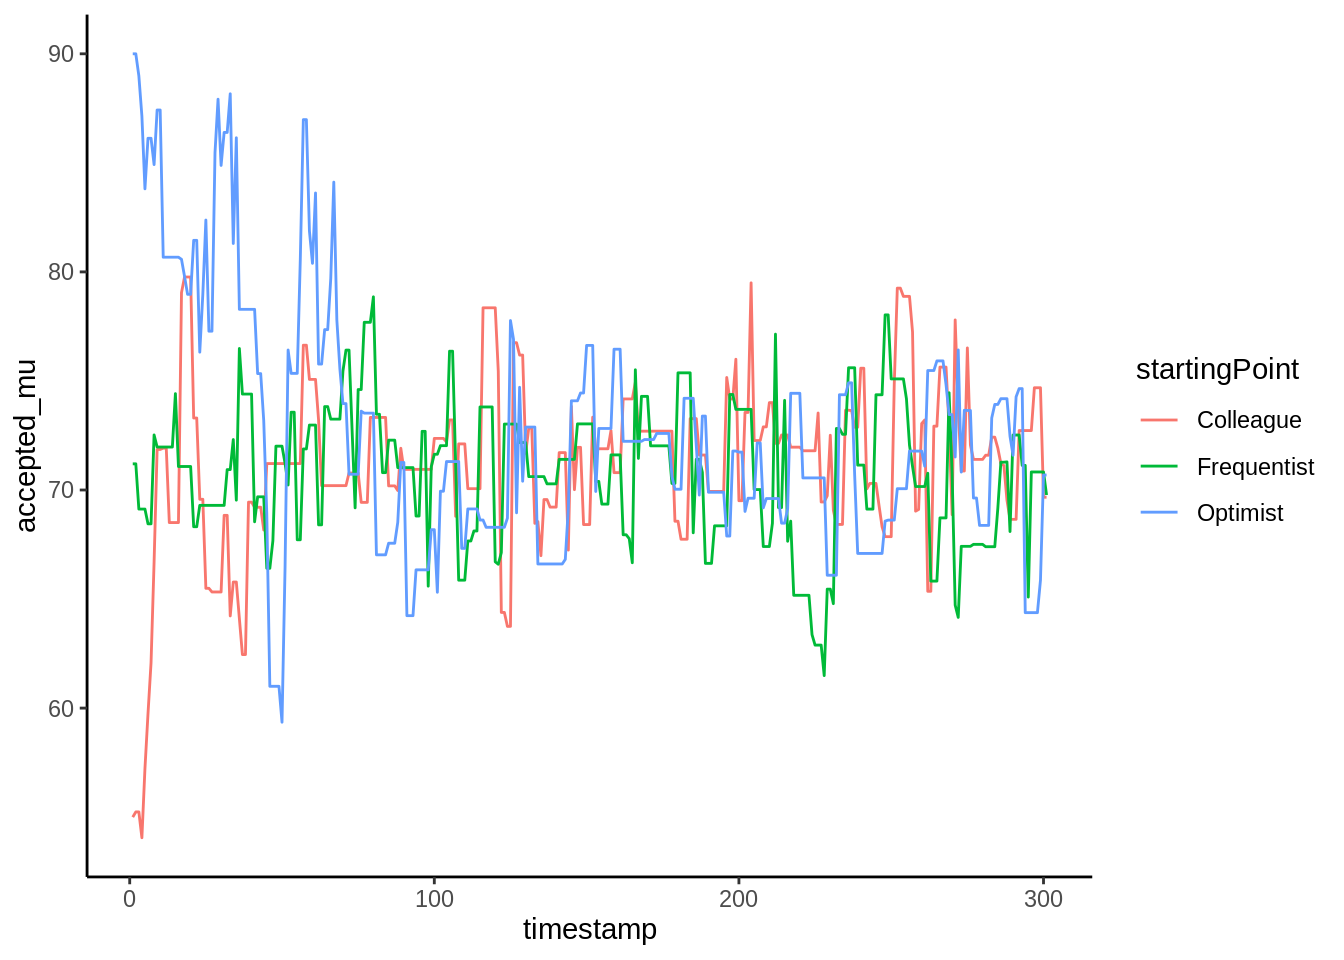 90
80
70
60
accepted_mu
0 100 200 300
timestamp
startingPoint
Colleague
Frequentist
Optimist